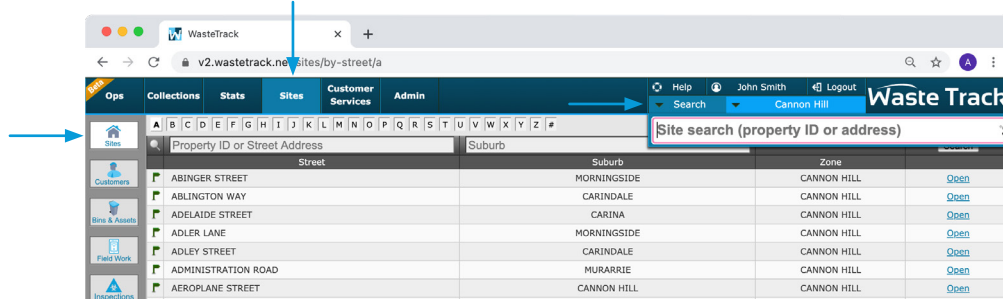 WasteTrack
v2.wastetrack.ne sites/by-street/a
A
Beta
Ops Collections Stats Sites Customer Services Admin
Help John Smith Logout
Search Cannon Hill
Waste Track
Site search (property ID or address)
A B C D E F G H I J K L M N O P Q R S T U V W X Y Z #
Property ID or Street Address Suburb Search
Street Suburb Zone
ABINGER STREET MORNINGSIDE CANNON HILL Open
ABLINGTON WAY CARINDALE CANNON HILL Open
ADELAIDE STREET CARINA CANNON HILL Open
ADLER LANE MORNINGSIDE CANNON HILL Open
ADLEY STREET CARINDALE CANNON HILL Open
ADMINISTRATION ROAD MURARRIE CANNON HILL Open
AEROPLANE STREET CANNON HILL CANNON HILL Open
Sites
Customers
Bins & Assets
Field Work
Inspections